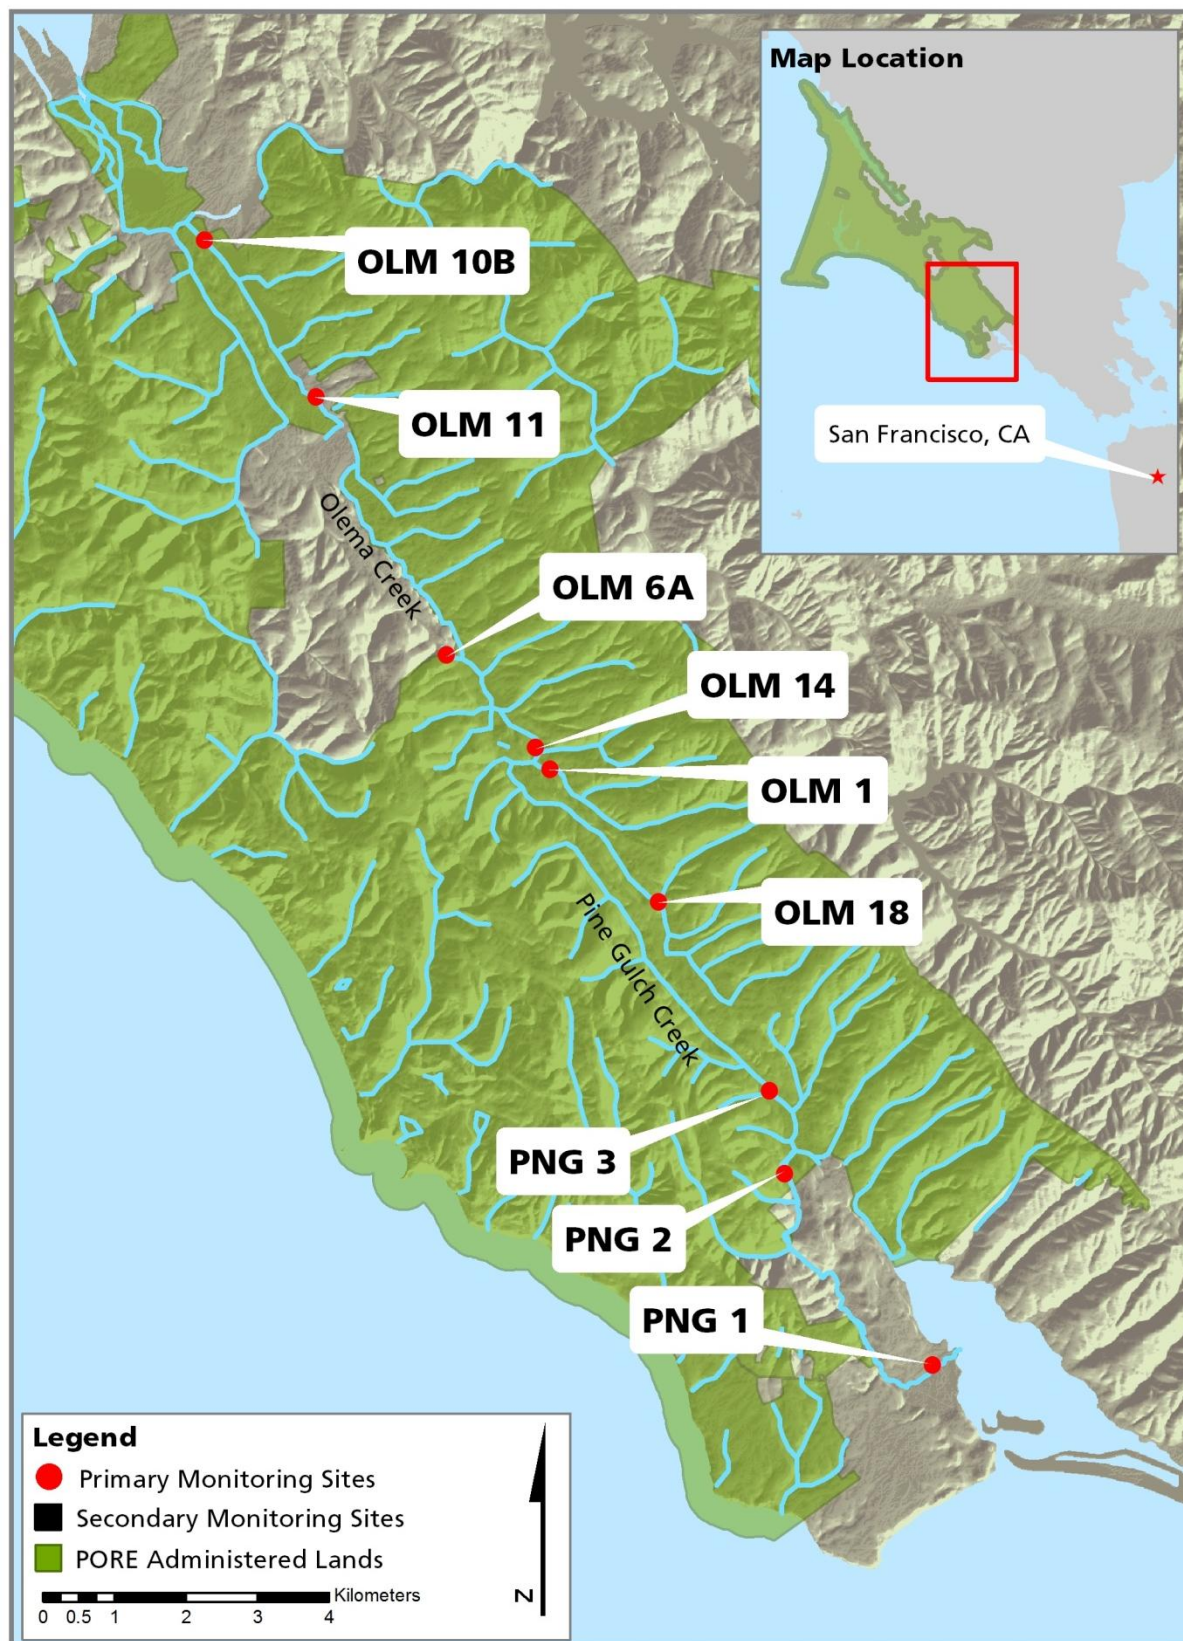 Map Location
San Francisco, CA
OLM 10B
OLM 11
Olema Creek
OLM 6A
OLM 14
OLM 1
OLM 18
Pine Gulch Creek
PNG 3
PNG 2
PNG 1
Legend
Primary Monitoring Sites
Secondary Monitoring Sites
PORE Administered Lands
Kilometers
0 0.5 1 2 3 4
N